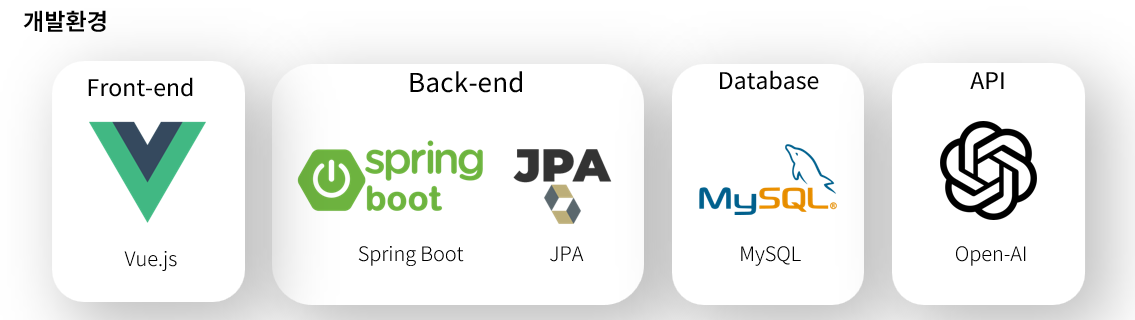 개발환경
Front-end
Vue.js
Back-end
spring
boot
JPA
Spring Boot
JPA
Database
MySQL®
MySQL
API
Open-AI